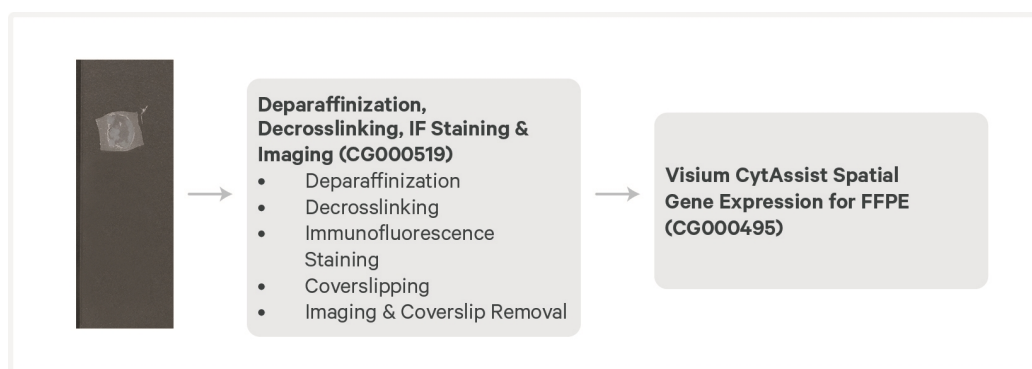 Deparaffinization,
Decrosslinking, IF Staining &
Imaging (CG000519)
• Deparaffinization
• Decrosslinking
• Immunofluorescence
Staining
• Coverslipping
• Imaging & Coverslip Removal
Visium CytAssist Spatial
Gene Expression for FFPE
(CG000495)